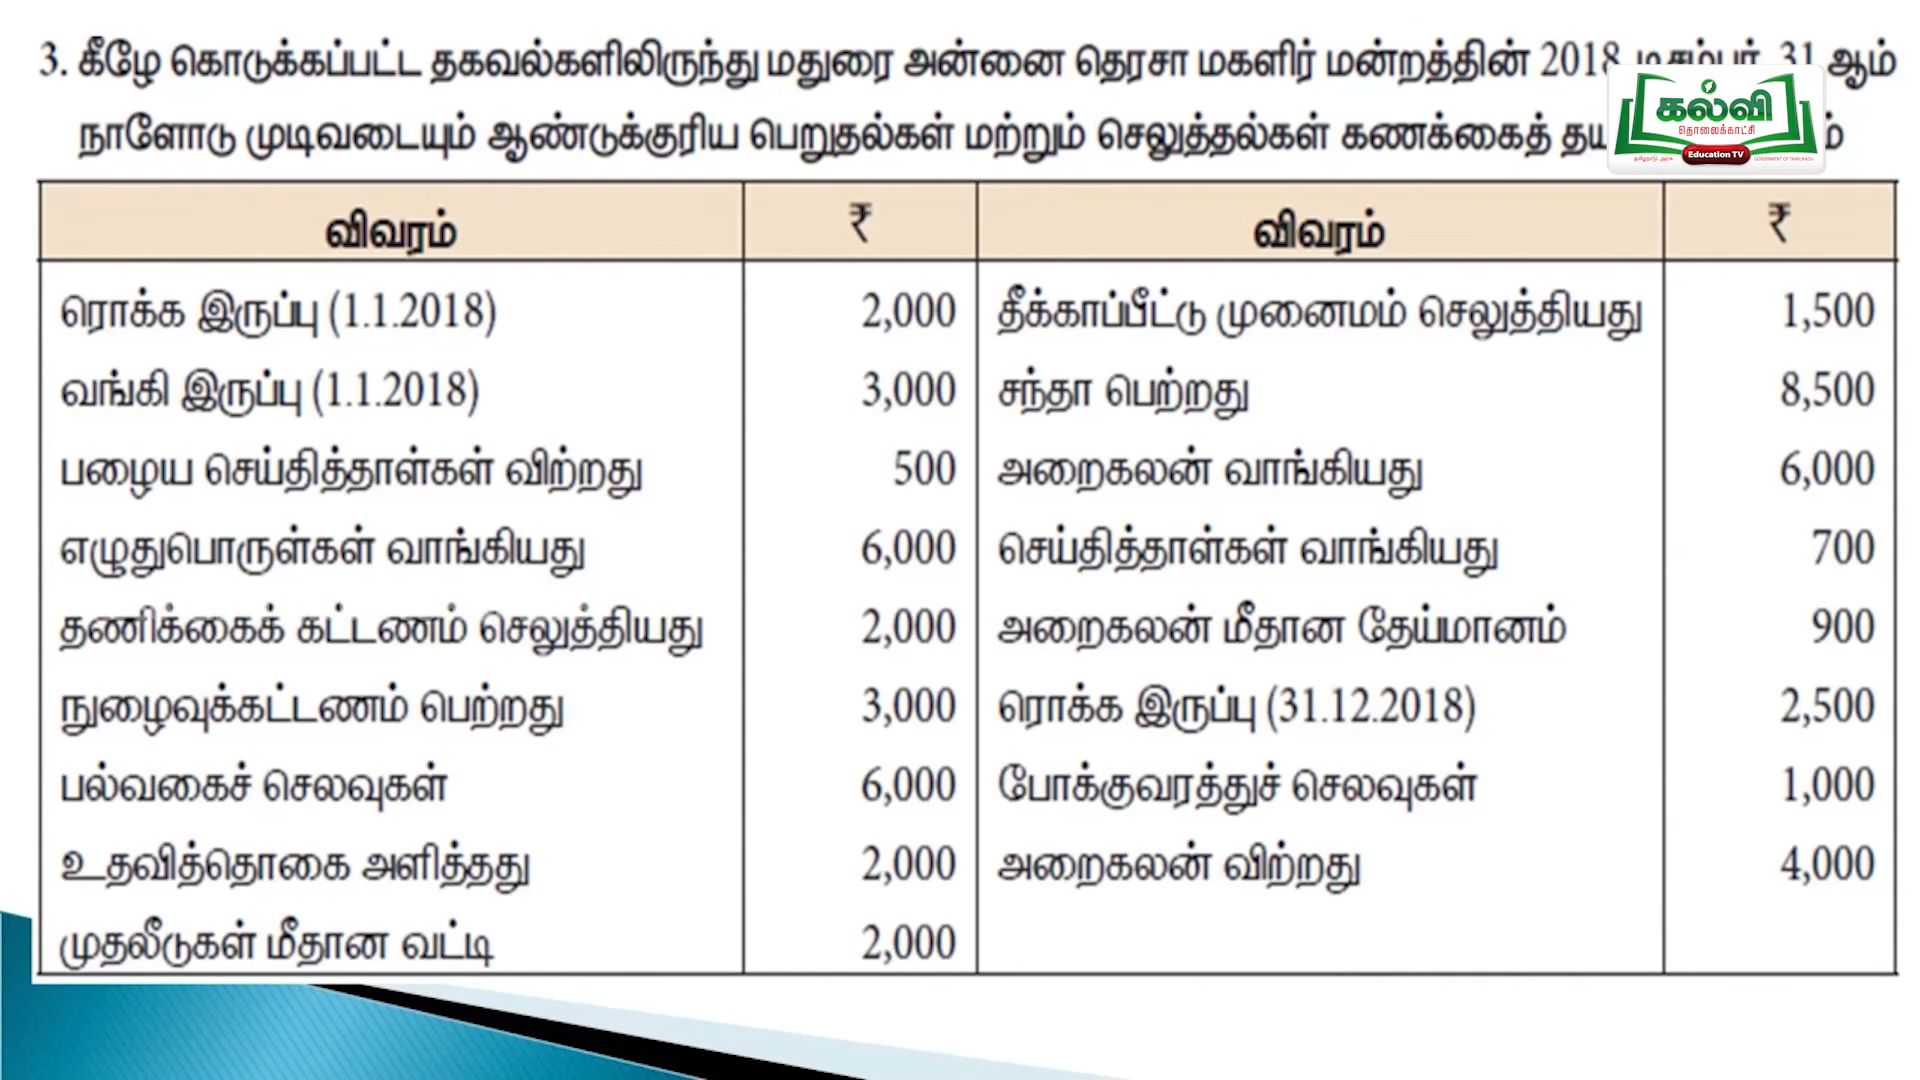 3. கீழே கொடுக்கப்பட்ட தகவல்களிலிருந்து மதுரை அன்னை தெரசா மகளிர் மன்றத்தின் 2018 டிசம்பர் 31 ஆம்
நாளோடு முடிவடையும் ஆண்டுக்குரிய பெறுதல்கள் மற்றும் செலுத்தல்கள் கணக்கைத்
கல்வி
தொலைக்காட்சி
Education TV
தமிழ்நாடு அரசு
GOVERNMENT OF TAMILNADU
விவரம் ₹ விவரம் ₹
ரொக்க இருப்பு (1.1.2018) 2,000 தீக்காப்பீட்டு முனைமம் செலுத்தியது 1,500
வங்கி இருப்பு (1.1.2018) 3,000 சந்தா பெற்றது 8,500
பழைய செய்தித்தாள்கள் விற்றது 500 அறைகலன் வாங்கியது 6,000
எழுதுபொருள்கள் வாங்கியது 6,000 செய்தித்தாள்கள் வாங்கியது 700
தணிக்கைக் கட்டணம் செலுத்தியது 2,000 அறைகலன் மீதான தேய்மானம் 900
நுழைவுக்கட்டணம் பெற்றது 3,000 ரொக்க இருப்பு (31.12.2018) 2,500
பல்வகைச் செலவுகள் 6,000 போக்குவரத்துச் செலவுகள் 1,000
உதவித்தொகை அளித்தது 2,000 அறைகலன் விற்றது 4,000
முதலீடுகள் மீதான வட்டி 2,000